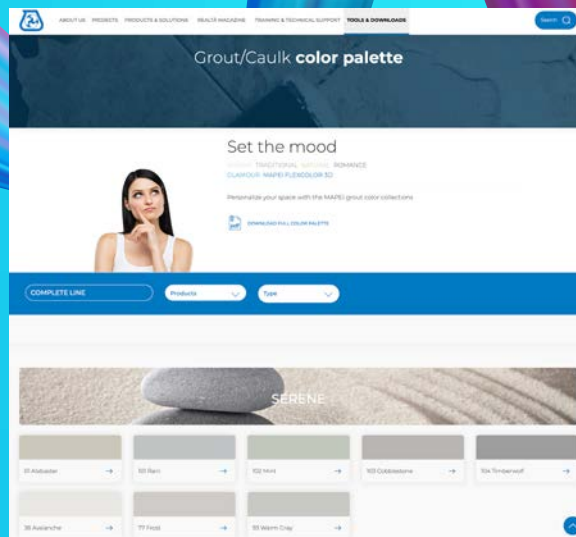 ABOUT US PROJECTS PRODUCTS & SOLUTIONS REALTÀ MAGAZINE TRAINING & TECHNICAL SUPPORT TOOLS & DOWNLOADS Search
Grout/Caulk color palette
Set the mood
TRADITIONAL NATURAL ROMANCE
GLAMOUR MAPEI FLEXCOLOR 3D
Personalize your space with the MAPEI grout color collections
DOWNLOAD FULL COLOR PALETTE
COMPLETE LINE Products Type
SERENE
01 Alabaster 101 Rain 102 Mint 103 Cobblestone 104 Timberwolf
38 Avalanche 77 Frost 93 Warm Gray